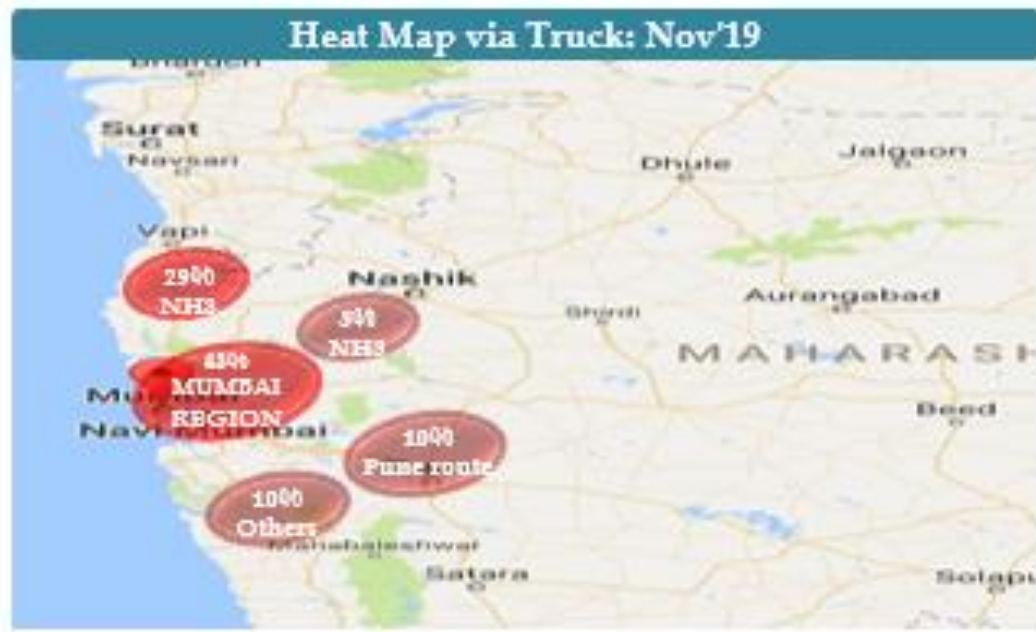 Heat Map via Truck: Nov'19
Bharuch
Surat
Navsari
Dhule
Jalgaon
Vapi
29%
NH8
Nashik
NH3
Shirdi
Aurangabad
MAHARASH
MUMBAI
REGION
Navi Mumbai
Beed
10%
Pune route
10%
Others
Mahabaleshwar
Satara
Solapu